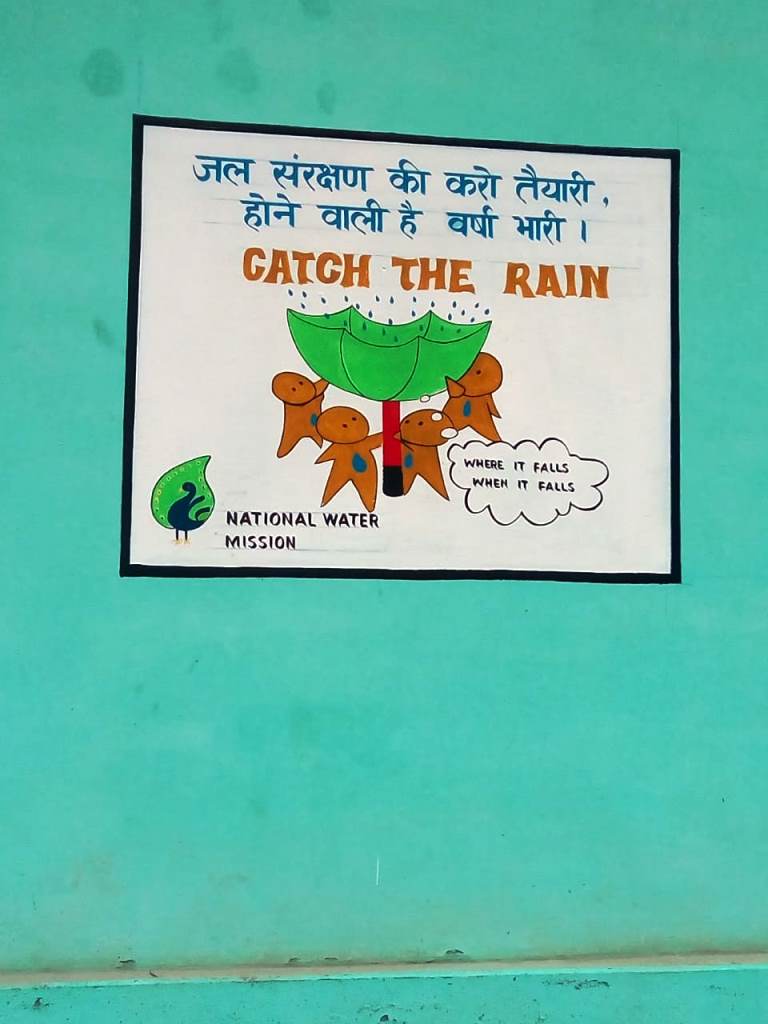 जल संरक्षण की करो तैयारी,
होने वाली है वर्षा भारी ।
CATCH THE RAIN
WHERE IT FALLS
WHEN IT FALLS
NATIONAL WATER
MISSION